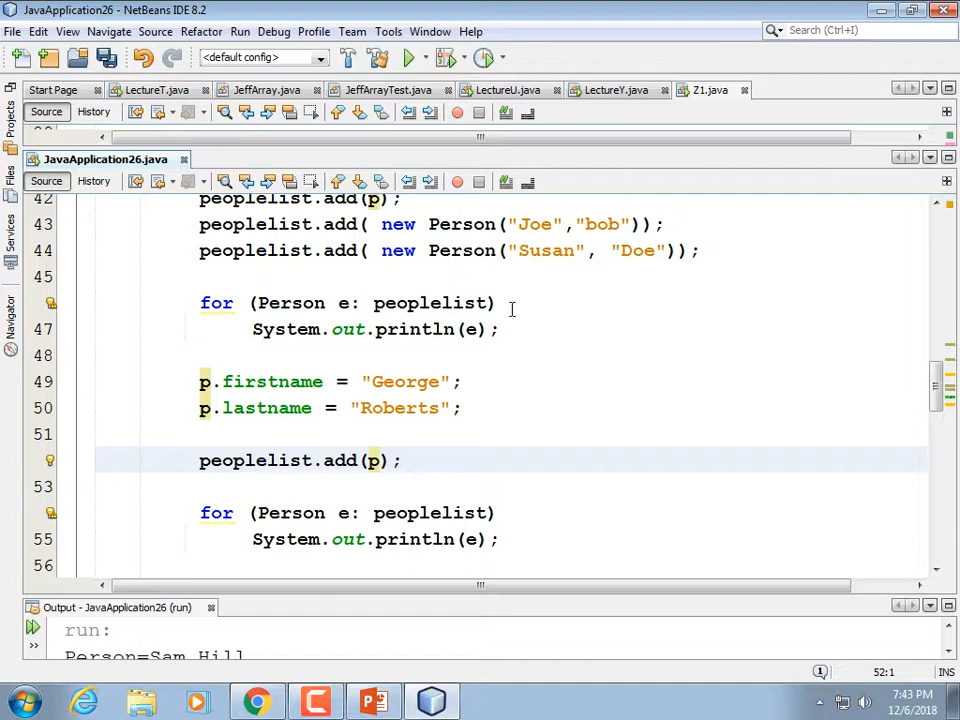 JavaApplication26 - NetBeans IDE 8.2
File Edit View Navigate Source Refactor Run Debug Profile Team Tools Window Help
Search (Ctrl+I)
<default config>
Start Page LectureT.java JeffArray.java JeffArrayTest.java LectureU.java LectureY.java Z1.java
Source History
JavaApplication26.java
Source History
Projects
Files
Services
Navigator
42 peoplelist.add(p);
43 peoplelist.add( new Person("Joe","bob"));
44 peoplelist.add( new Person("Susan", "Doe"));
45
for (Person e: peoplelist)
47 System.out.println(e);
48
49 p.firstname = "George";
50 p.lastname = "Roberts";
51
peoplelist.add(p);
53
for (Person e: peoplelist)
55 System.out.println(e);
56
Output - JavaApplication26 (run)
run:
Person=Sam Hill
1 52:1 INS
7:43 PM
12/6/2018